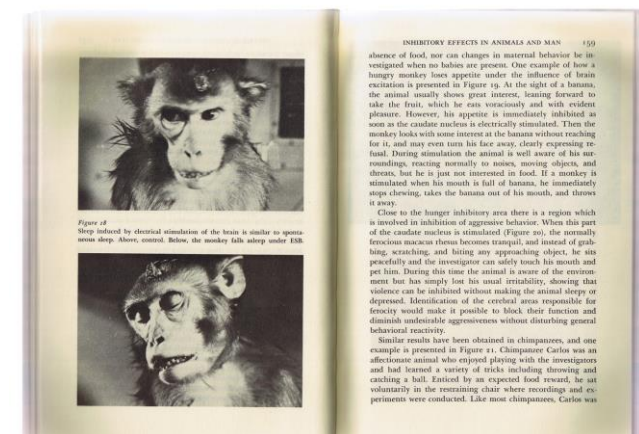 Figure 18
Sleep induced by electrical stimulation of the brain is similar to sponta-
neous sleep. Above, control. Below, the monkey falls asleep under ESB.
INHIBITORY EFFECTS IN ANIMALS AND MAN 159
absence of food, nor can changes in maternal behavior be in-
vestigated when no babies are present. One example of how a
hungry monkey loses appetite under the influence of brain
excitation is presented in Figure 19. At the sight of a banana,
the animal usually shows great interest, leaning forward to
take the fruit, which he eats voraciously and with evident
pleasure. However, his appetite is immediately inhibited as
soon as the caudate nucleus is electrically stimulated. Then the
monkey looks with some interest at the banana without reaching
for it, and may even turn his face away, clearly expressing re-
fusal. During stimulation the animal is well aware of his sur-
roundings, reacting normally to noises, moving objects, and
threats, but he is just not interested in food. If a monkey is
stimulated when his mouth is full of banana, he immediately
stops chewing, takes the banana out of his mouth, and throws
it away.
Close to the hunger inhibitory area there is a region which
is involved in inhibition of aggressive behavior. When this part
of the caudate nucleus is stimulated (Figure 20), the normally
ferocious macacus rhesus becomes tranquil, and instead of grab-
bing, scratching, and biting any approaching object, he sits
peacefully and the investigator can safely touch his mouth and
pet him. During this time the animal is aware of the environ-
ment but has simply lost his usual irritability, showing that
violence can be inhibited without making the animal sleepy or
depressed. Identification of the cerebral areas responsible for
ferocity would make it possible to block their function and
diminish undesirable aggressiveness without disturbing general
behavioral reactivity.
Similar results have been obtained in chimpanzees, and one
example is presented in Figure 21. Chimpanzee Carlos was an
affectionate animal who enjoyed playing with the investigators
and had learned a variety of tricks including throwing and
catching a ball. Enticed by an expected food reward, he sat
voluntarily in the restraining chair where recordings and ex-
periments were conducted. Like most chimpanzees, Carlos was